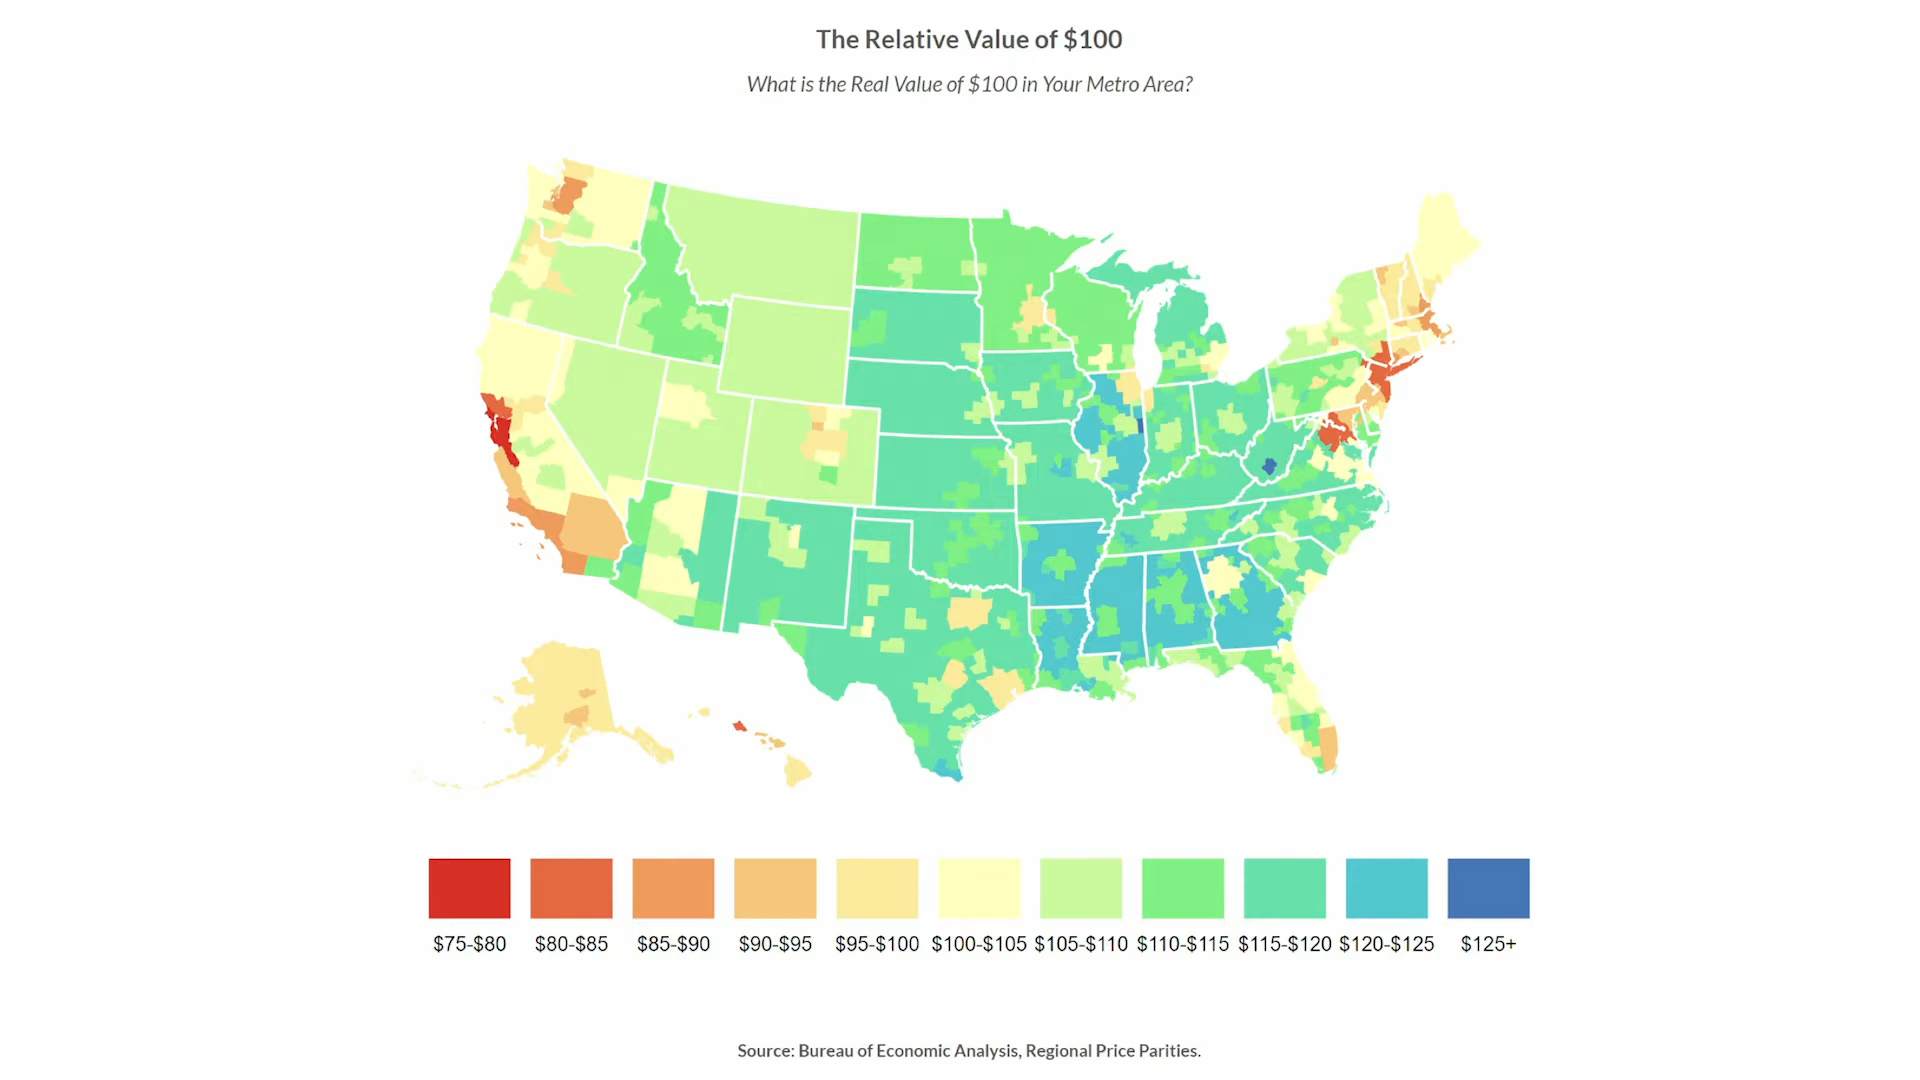 The Relative Value of $100
What is the Real Value of $100 in Your Metro Area?
$75-$80 $80-$85 $85-$90 $90-$95 $95-$100 $100-$105 $105-$110 $110-$115 $115-$120 $120-$125 $125+
Source: Bureau of Economic Analysis, Regional Price Parities.